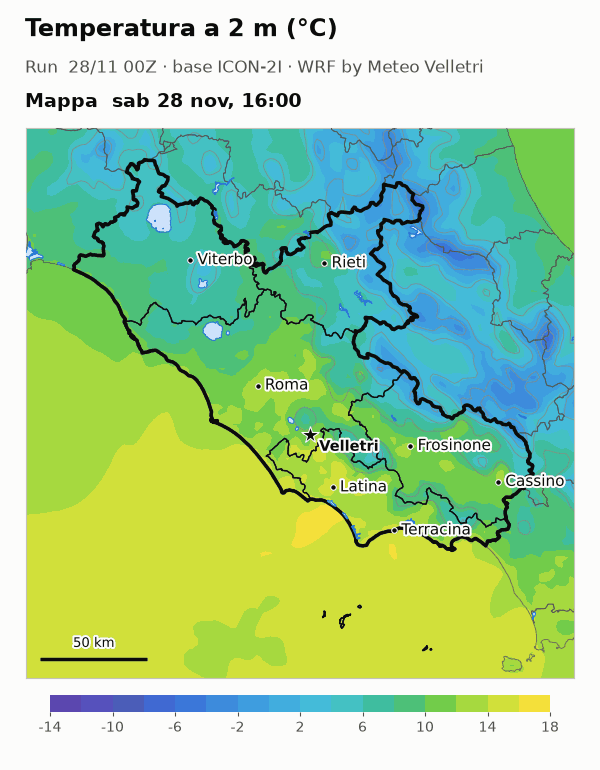 Temperatura a 2 m (°C)
Run  28/11 00Z · base ICON-2I · WRF by Meteo Velletri
Mappa  sab 28 nov, 16:00
Viterbo
Rieti
Roma
Velletri
Frosinone
Cassino
Latina
Terracina
50 km
-14 -10 -6 -2 2 6 10 14 18